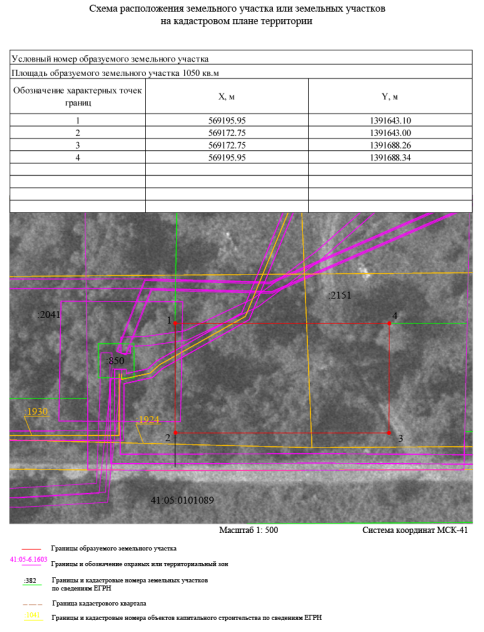 Схема расположения земельного участка или земельных участков
на кадастровом плане территории
Условный номер образуемого земельного участка
Площадь образуемого земельного участка 1050 кв.м
Обозначение характерных точек границ X, м Y, м
1 569195.95 1391643.10
2 569172.75 1391643.00
3 569172.75 1391688.26
4 569195.95 1391688.34
:2151
:2041
1
4
:850
:1930
:1974
2
3
41:05:0101089
Масштаб 1: 500 Система координат МСК-41
Границы образуемого земельного участка
41:05-6.1603 Границы и обозначение охраных или территориальный зон
:382 Границы и кадастровые номера земельных участков
по сведениям ЕГРН
Граница кадастрового квартала
Границы и кадастровые номера объектов капитального строительства по сведениям ЕГРН